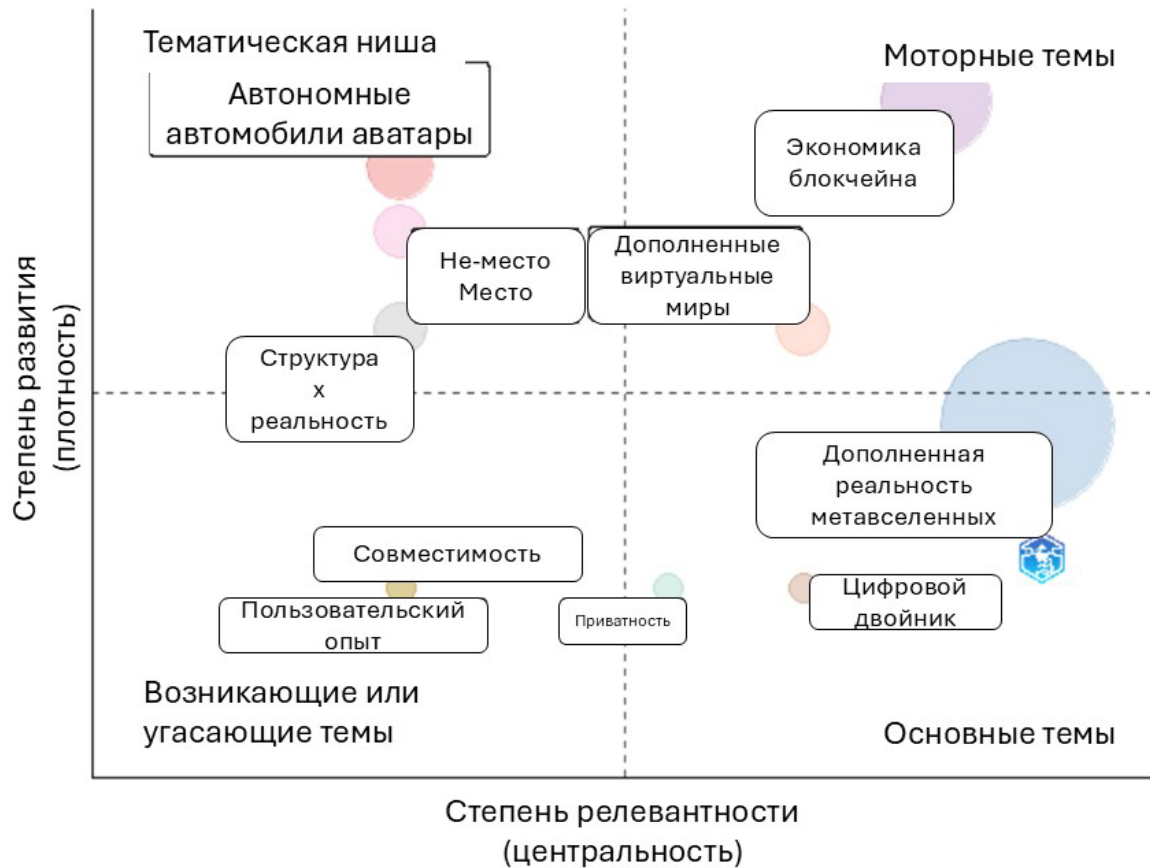 Тематическая ниша
Моторные темы
Автономные
автомобили аватары
Экономика
блокчейна
Не-место
Место
Дополненные
виртуальные
миры
Структура
x
реальность
Степень развития
(плотность)
Дополненная
реальность
метавселенных
Совместимость
Пользовательский
опыт
Приватность
Цифровой
двойник
Возникающие или
угасающие темы
Основные темы
Степень релевантности
(центральность)